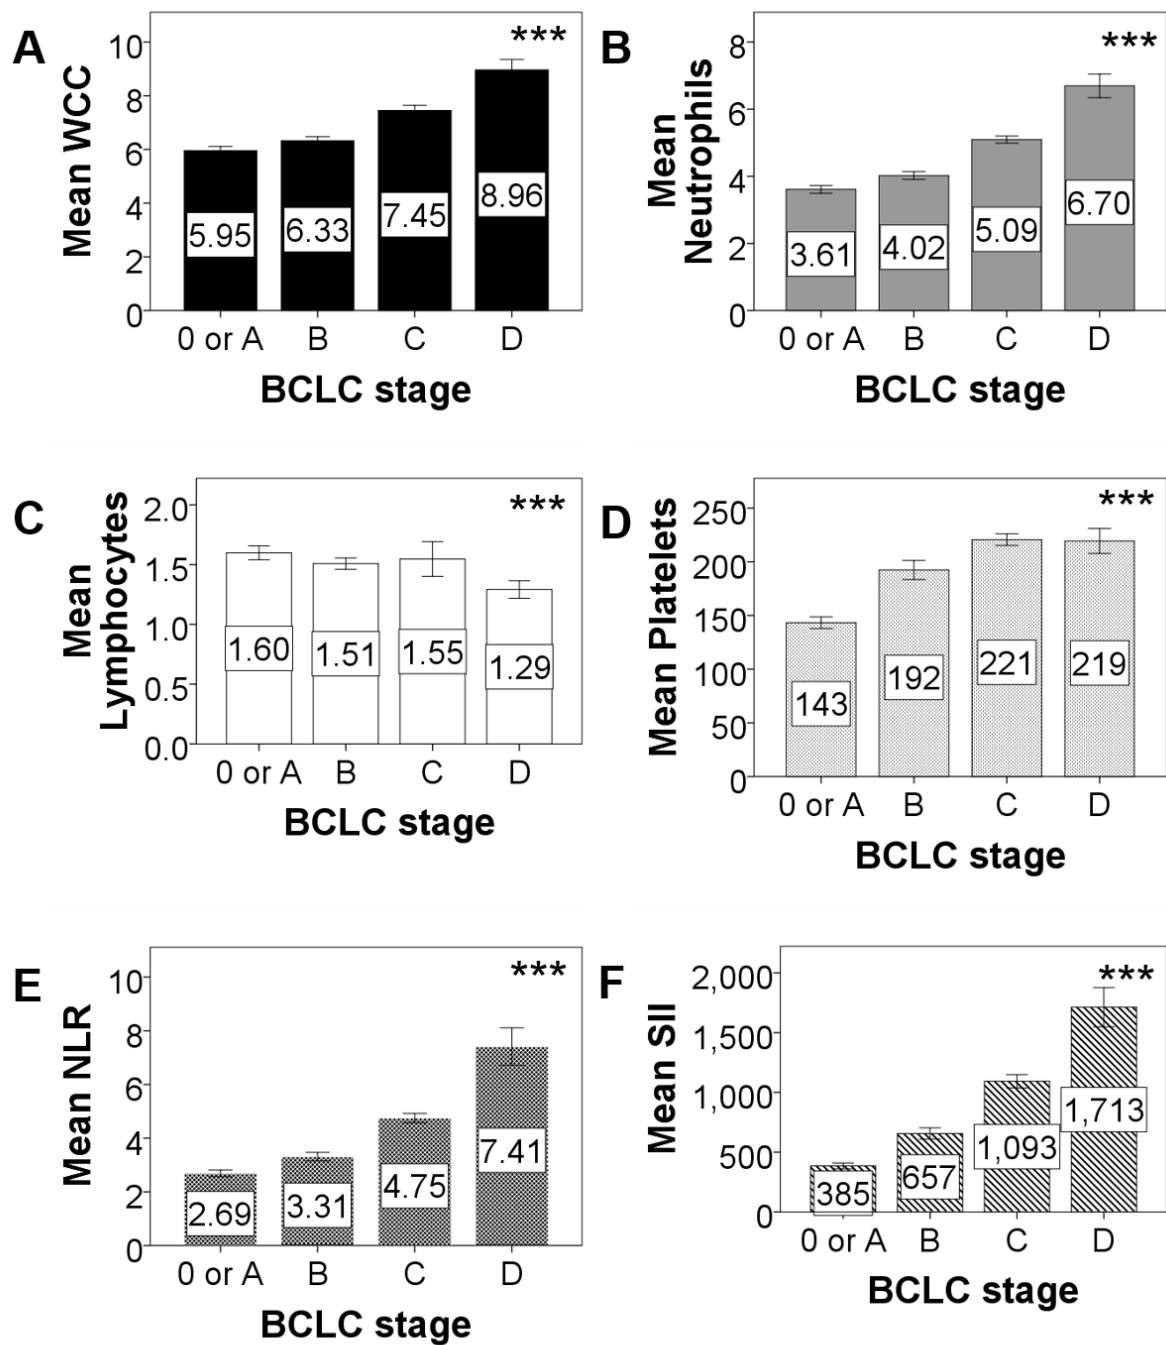 A
Mean WCC
10
8
6
4
2
0
***
5.95
6.33
7.45
8.96
0 or A
B
C
D
BCLC stage
B
Mean
Neutrophils
8
6
4
2
0
***
3.61
4.02
5.09
6.70
0 or A
B
C
D
BCLC stage
C
Mean
Lymphocytes
2.0
1.5
1.0
0.5
0.0
***
1.60
1.51
1.55
1.29
0 or A
B
C
D
BCLC stage
D
Mean Platelets
250
200
150
100
50
0
***
143
192
221
219
0 or A
B
C
D
BCLC stage
E
Mean NLR
10
8
6
4
2
0
***
2.69
3.31
4.75
7.41
0 or A
B
C
D
BCLC stage
F
Mean SII
2,000
1,500
1,000
500
0
***
385
657
1,093
1,713
0 or A
B
C
D
BCLC stage